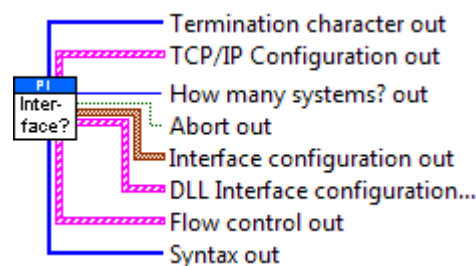 Termination character out
TCP/IP Configuration out
PI
Inter-
face?
How many systems? out
Abort out
Interface configuration out
DLL Interface configuration...
Flow control out
Syntax out